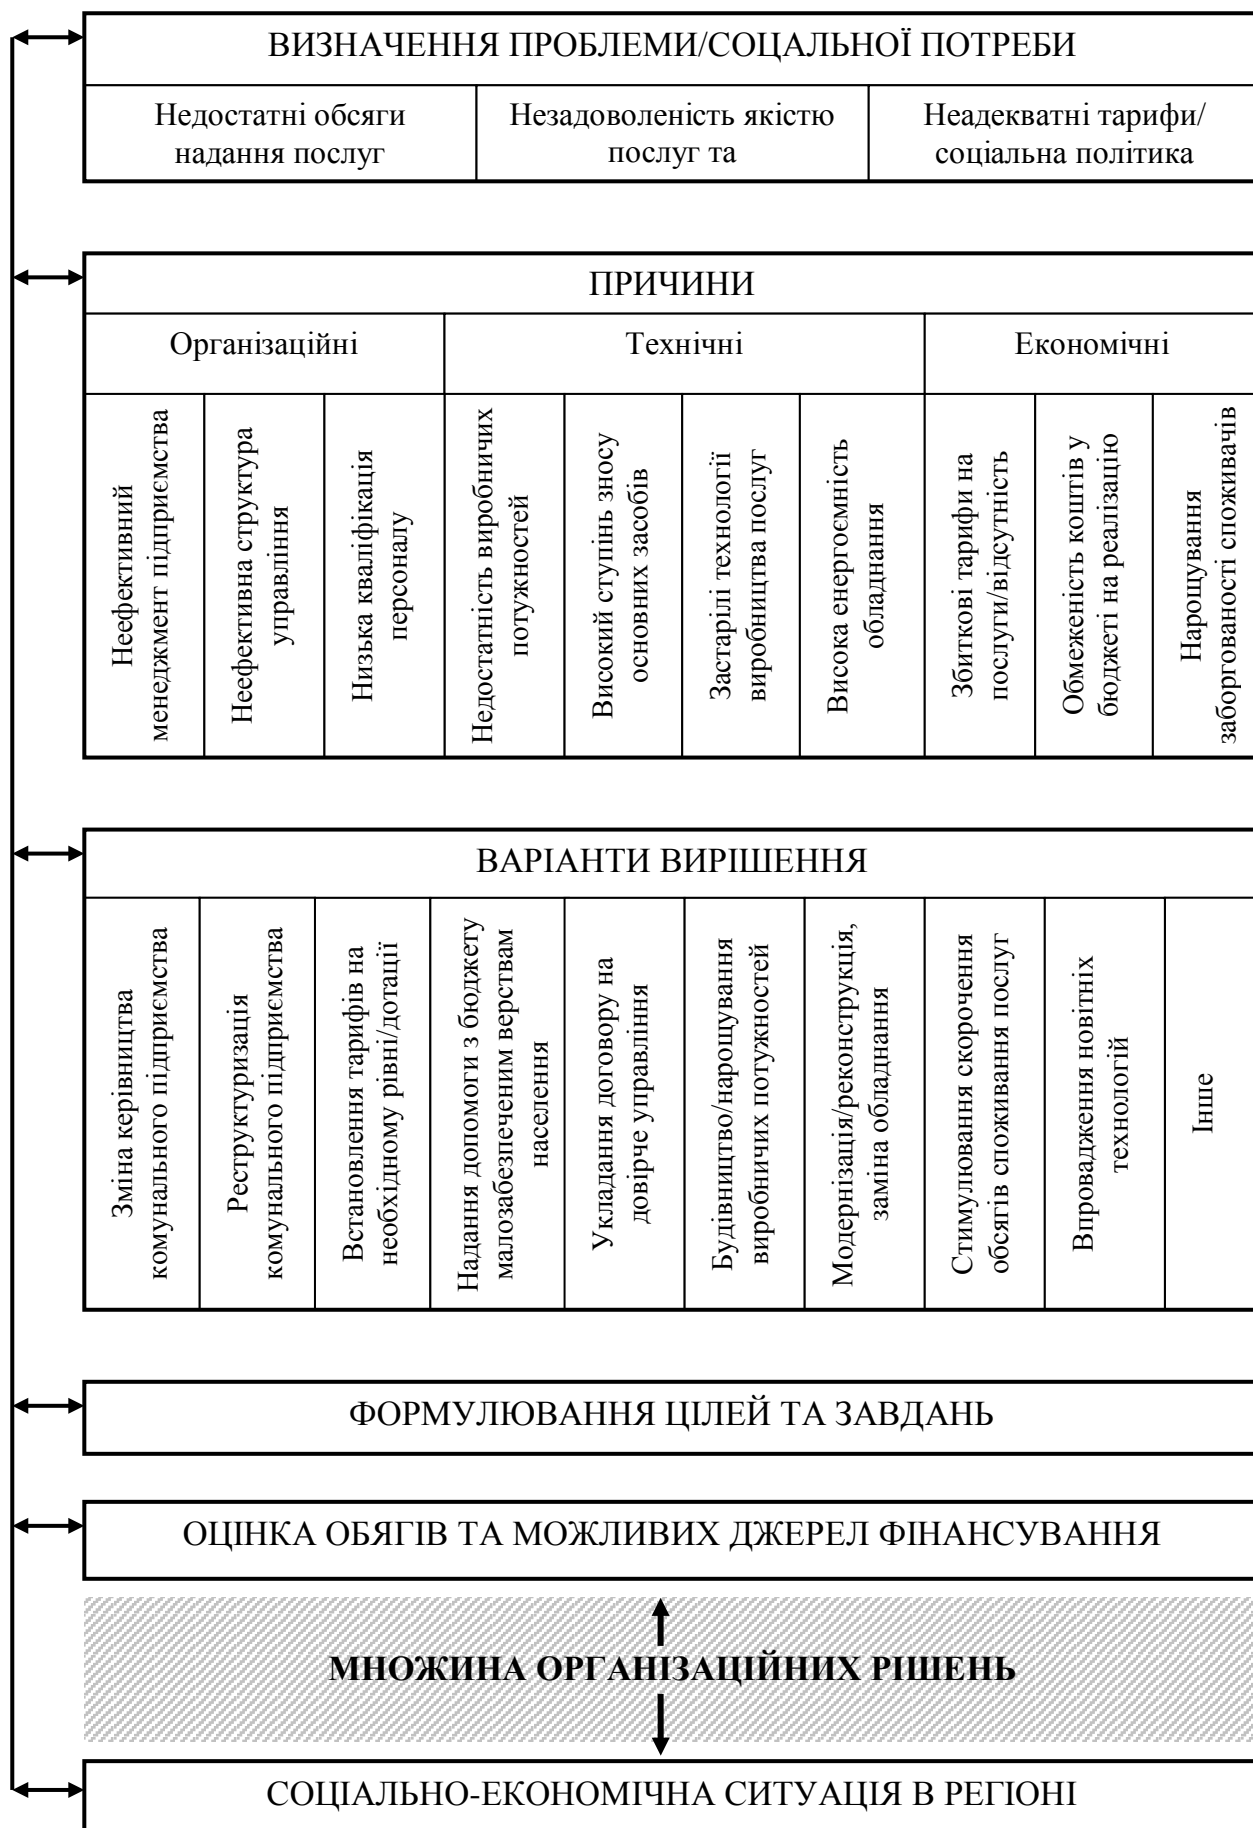 ВИЗНАЧЕННЯ ПРОБЛЕМИ/СОЦАЛЬНОЇ ПОТРЕБИ
Недостатні обсяги
надання послуг
Незадоволеність якістю
послуг та
Неадекватні тарифи/
соціальна політика
ПРИЧИНИ
Організаційні
Технічні
Економічні
Неефективний
менеджмент підприємства
Неефективна структура
управління
Низька кваліфікація
персоналу
Недостатність виробничих
потужностей
Високий ступінь зносу
основних засобів
Застарілі технології
виробництва послуг
Висока енергоємність
обладнання
Збиткові тарифи на
послуги/відсутність
Обмеженість коштів у
бюджеті на реалізацію
Нарощування
заборгованості споживачів
ВАРІАНТИ ВИРІШЕННЯ
Зміна керівництва
комунального підприємства
Реструктуризація
комунального підприємства
Встановлення тарифів на
необхідному рівні/дотації
Надання допомоги з бюджету
малозабезпеченим верствам
населення
Укладання договору на
довірче управління
Будівництво/нарощування
виробничих потужностей
Модернізація/реконструкція,
заміна обладнання
Стимулювання скорочення
обсягів споживання послуг
Впровадження новітніх
технологій
Інше
ФОРМУЛЮВАННЯ ЦІЛЕЙ ТА ЗАВДАНЬ
ОЦІНКА ОБЯГІВ ТА МОЖЛИВИХ ДЖЕРЕЛ ФІНАНСУВАННЯ
МНОЖИНА ОРГАНІЗАЦІЙНИХ РІШЕНЬ
СОЦІАЛЬНО-ЕКОНОМІЧНА СИТУАЦІЯ В РЕГІОНІ